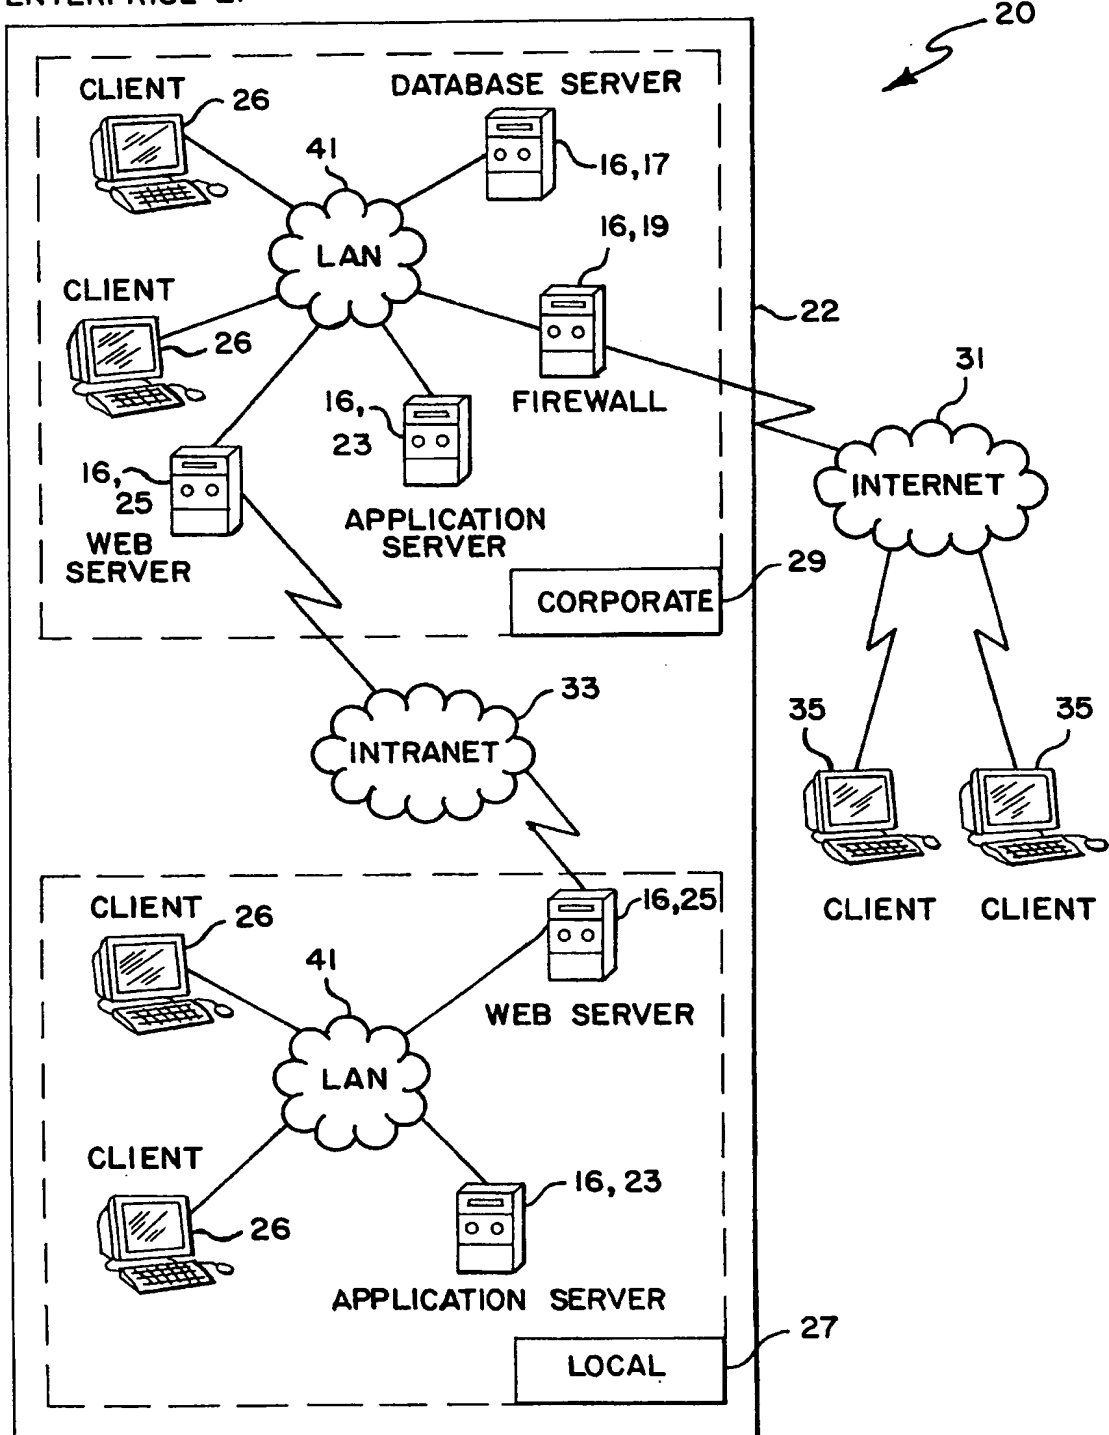 20
CLIENT
26
DATABASE SERVER
16,17
41
LAN
16,19
CLIENT
26
22
FIREWALL
31
INTERNET
16,
23
16,
25
APPLICATION
SERVER
WEB
SERVER
29
CORPORATE
33
INTRANET
35
35
CLIENT
CLIENT
CLIENT
26
16,25
41
WEB SERVER
LAN
CLIENT
26
16, 23
APPLICATION SERVER
27
LOCAL